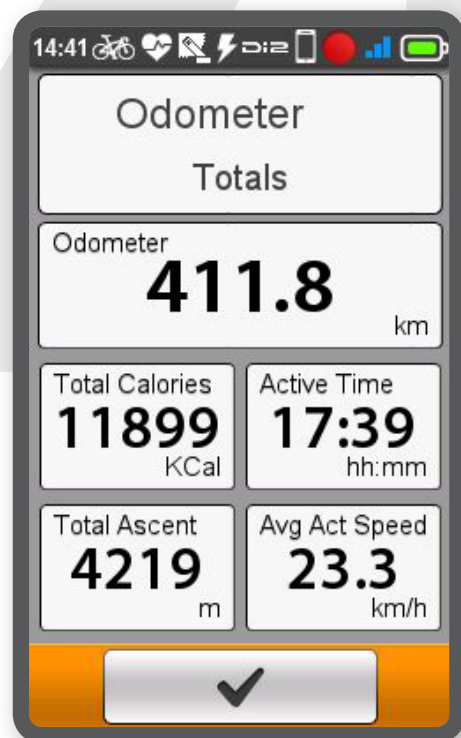 14:41 Di2
Odometer
Totals
Odometer
411.8
km
Total Calories
11899
KCal
Active Time
17:39
hh:mm
Total Ascent
4219
m
Avg Act Speed
23.3
km/h